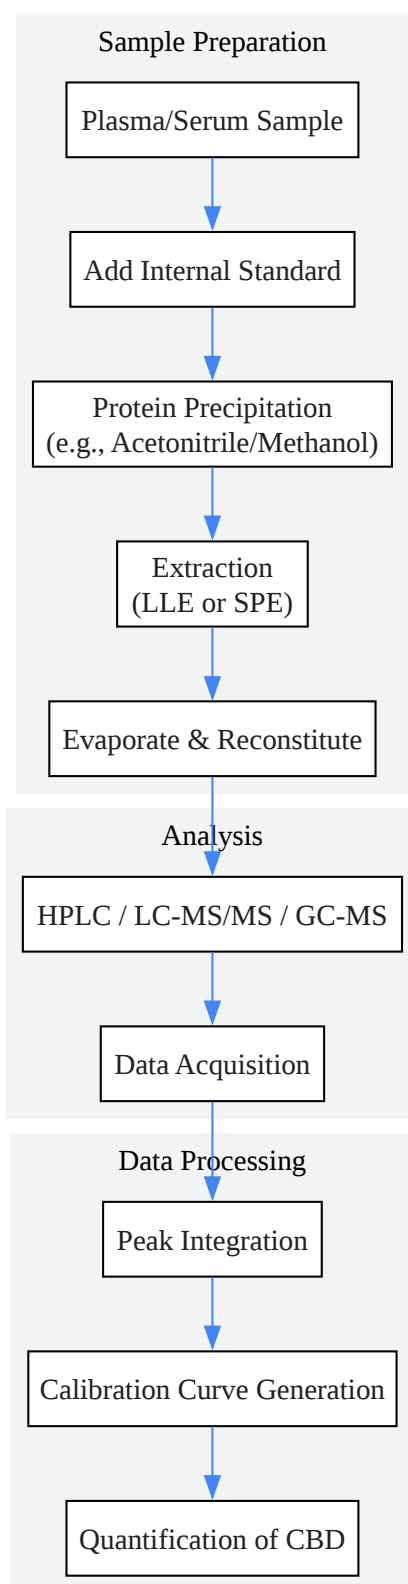 Sample Preparation
Plasma/Serum Sample
Add Internal Standard
Protein Precipitation
(e.g., Acetonitrile/Methanol)
Extraction
(LLE or SPE)
Evaporate & Reconstitute
Analysis
HPLC / LC-MS/MS / GC-MS
Data Acquisition
Data Processing
Peak Integration
Calibration Curve Generation
Quantification of CBD